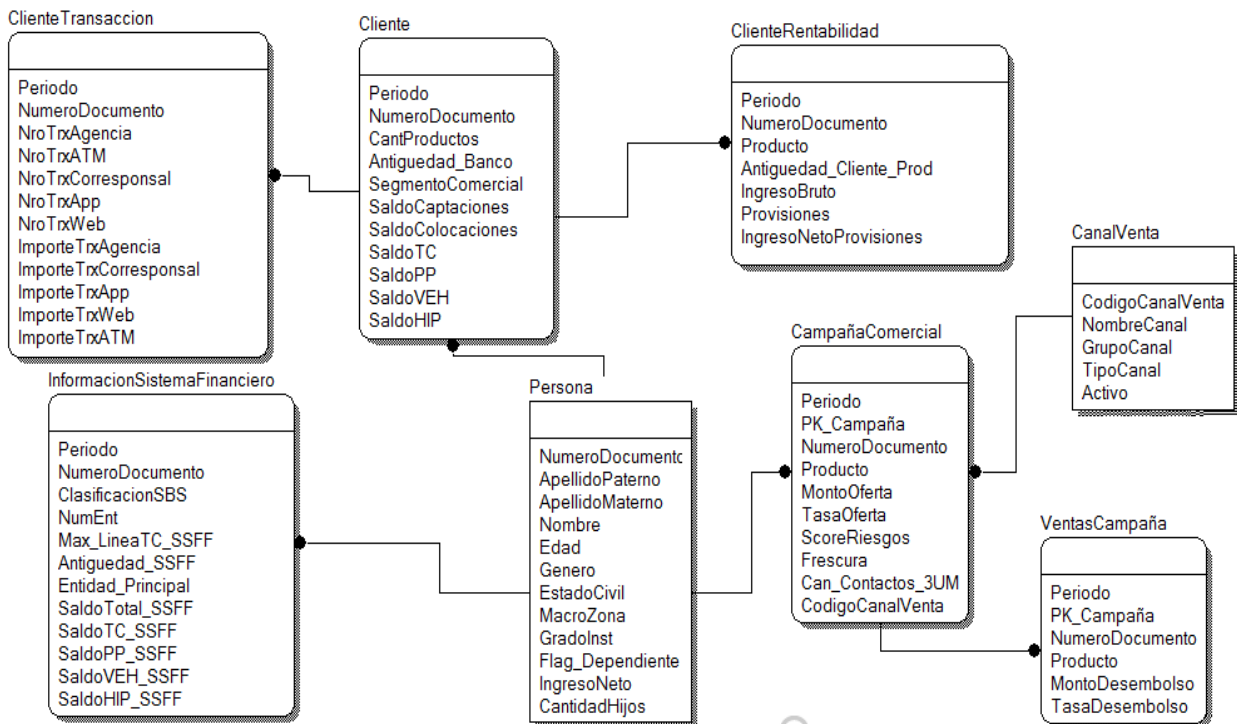 ClienteTransaccion
Periodo
NumeroDocumento
NroTrxAgencia
NroTrxATM
NroTrxCorresponsal
NroTrxApp
NroTrxWeb
ImporteTrxAgencia
ImporteTrxCorresponsal
ImporteTrxApp
ImporteTrxWeb
ImporteTrxATM
Cliente
Periodo
NumeroDocumento
CantProductos
Antiguedad_Banco
SegmentoComercial
SaldoCaptaciones
SaldoColocaciones
SaldoTC
SaldoPP
SaldoVEH
SaldoHIP
ClienteRentabilidad
Periodo
NumeroDocumento
Producto
Antiguedad_Cliente_Prod
IngresoBruto
Provisiones
IngresoNetoProvisiones
CanalVenta
CodigoCanalVenta
NombreCanal
GrupoCanal
TipoCanal
Activo
InformacionSistemaFinanciero
Periodo
NumeroDocumento
ClasificacionSBS
NumEnt
Max_LineaTC_SSFF
Antiguedad_SSFF
Entidad_Principal
SaldoTotal_SSFF
SaldoTC_SSFF
SaldoPP_SSFF
SaldoVEH_SSFF
SaldoHIP_SSFF
Persona
NumeroDocumento
ApellidoPaterno
ApellidoMaterno
Nombre
Edad
Genero
EstadoCivil
MacroZona
GradoInst
Flag_Dependiente
IngresoNeto
CantidadHijos
CampañaComercial
Periodo
PK_Campaña
NumeroDocumento
Producto
MontoOferta
TasaOferta
ScoreRiesgos
Frescura
Can_Contactos_3UM
CodigoCanalVenta
VentasCampaña
Periodo
PK_Campaña
NumeroDocumento
Producto
MontoDesembolso
TasaDesembolso